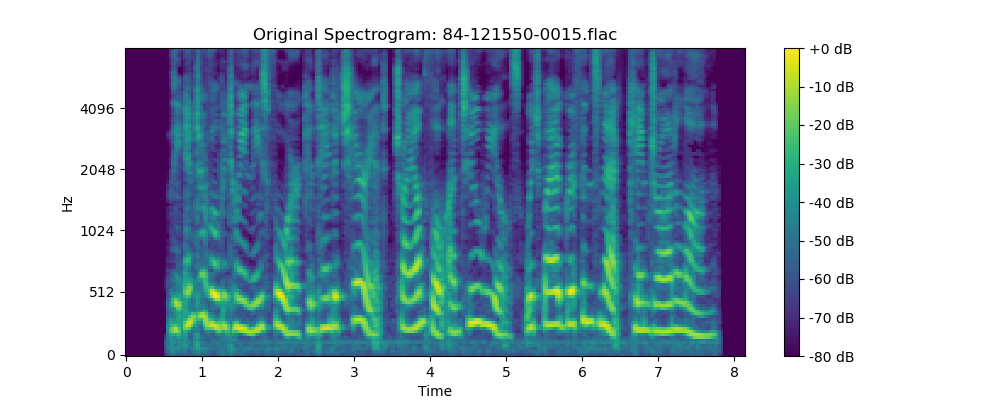 Original Spectrogram: 84-121550-0015.flac
Hz
4096
2048
1024
512
0
0 1 2 3 4 5 6 7 8
Time
+0 dB
-10 dB
-20 dB
-30 dB
-40 dB
-50 dB
-60 dB
-70 dB
-80 dB